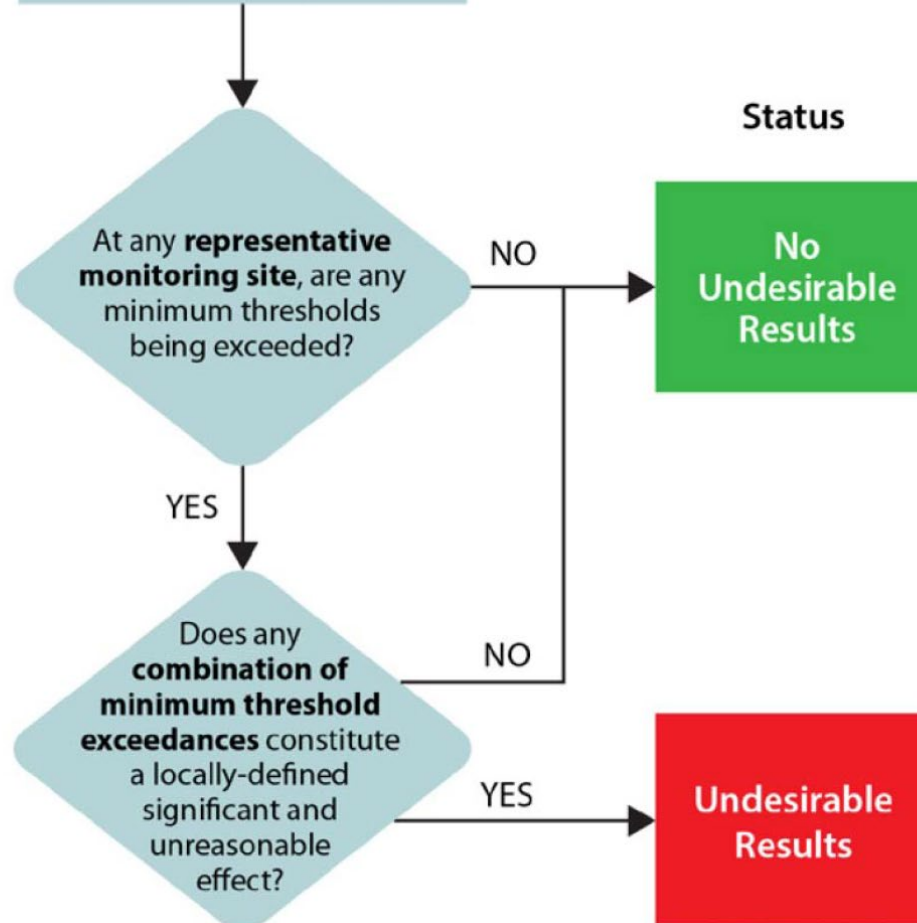 Status
At any representative
monitoring site, are any
minimum thresholds
being exceeded?
NO
No
Undesirable
Results
YES
Does any
combination of
minimum threshold
exceedances constitute
a locally-defined
significant and
unreasonable
effect?
NO
YES
Undesirable
Results